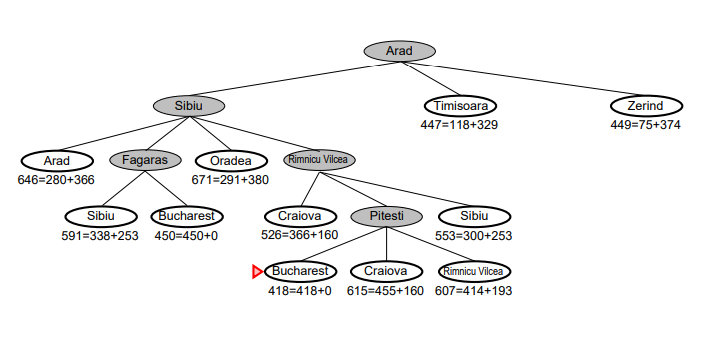 Arad
Sibiu
Timisoara
Zerind
447=118+329
449=75+374
Arad
Fagaras
Oradea
Rimnicu Vilcea
646=280+366
671=291+380
Sibiu
Bucharest
Craiova
Pitesti
Sibiu
591=338+253
450=450+0
526=366+160
553=300+253
Bucharest
Craiova
Rimnicu Vilcea
418=418+0
615=455+160
607=414+193